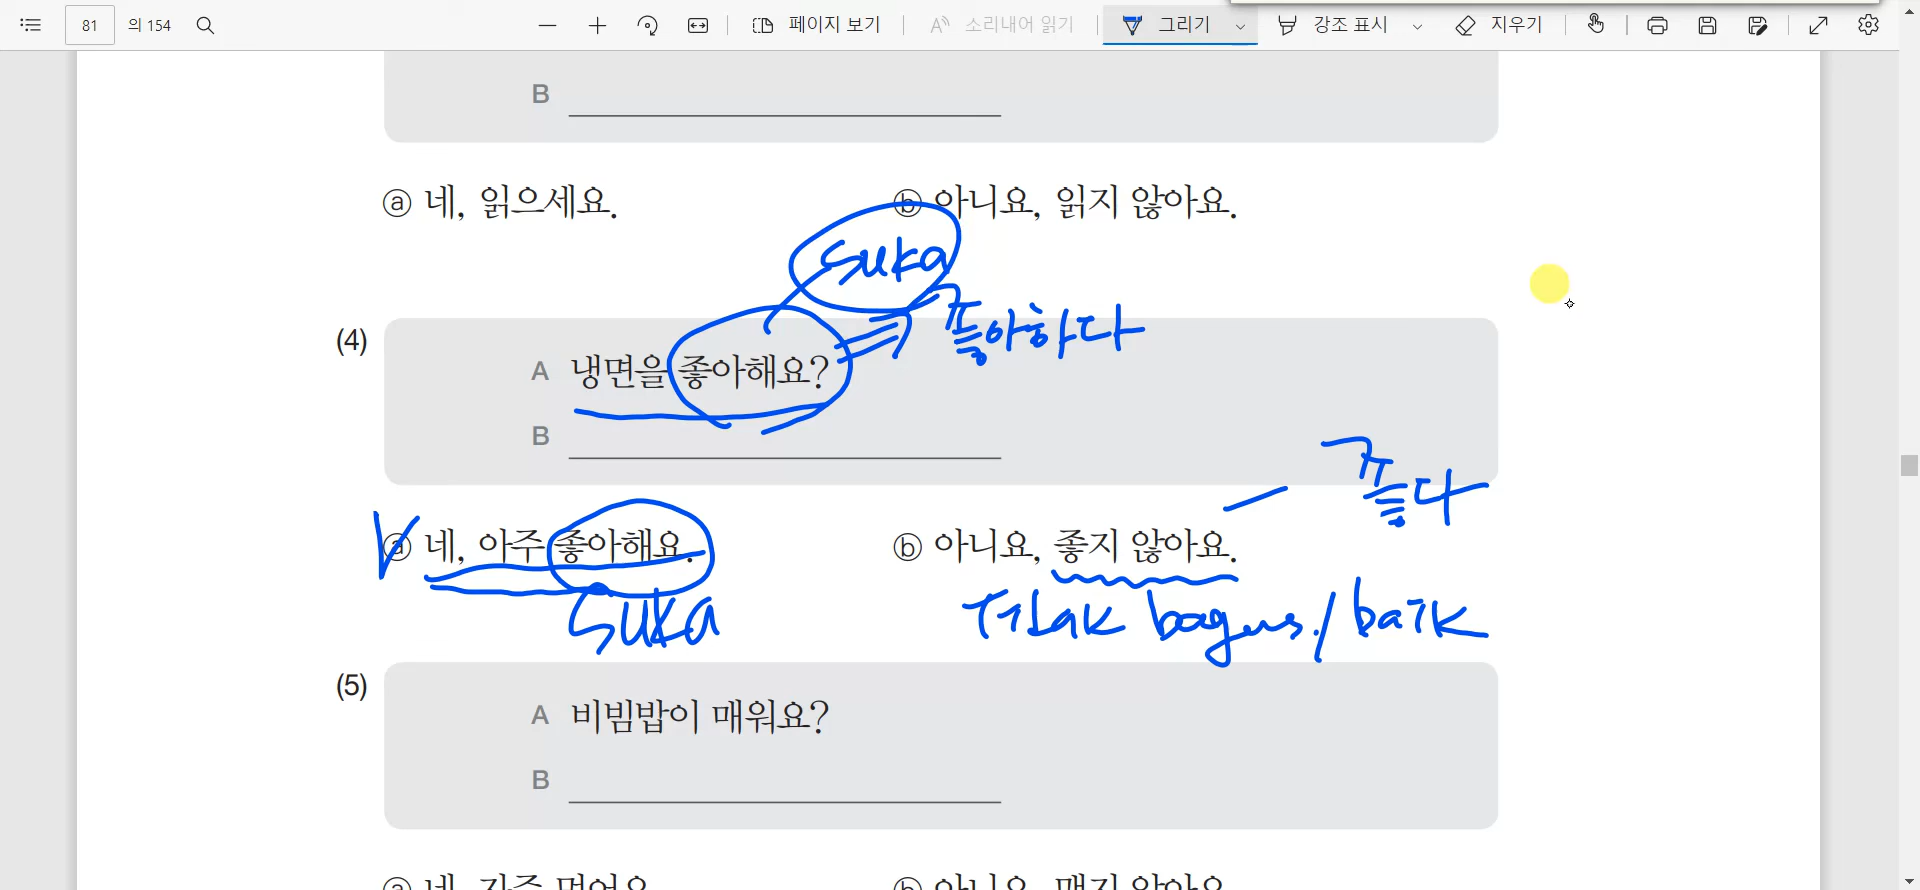 81 의 154 페이지 보기 소리내어 읽기 그리기 강조 표시 지우기
B
ⓐ 네, 읽으세요. ⓑ 아니요, 읽지 않아요.
suka
좋아하다
(4)
A 냉면을 좋아해요?
B
좋다
ⓐ 네, 아주 좋아해요. ⓑ 아니요, 좋지 않아요.
suka Tidak bagus / baik
(5)
A 비빔밥이 매워요?
B